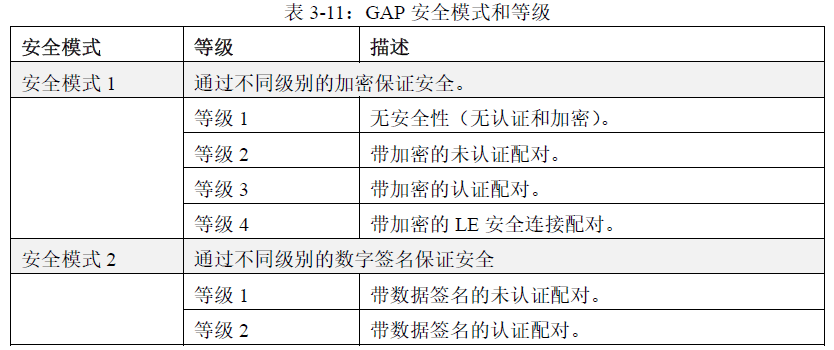 表 3-11：GAP 安全模式和等级
安全模式 等级 描述
安全模式 1 通过不同级别的加密保证安全。
等级 1 无安全性（无认证和加密）。
等级 2 带加密的未认证配对。
等级 3 带加密的认证配对。
等级 4 带加密的 LE 安全连接配对。
安全模式 2 通过不同级别的数字签名保证安全
等级 1 带数据签名的未认证配对。
等级 2 带数据签名的认证配对。